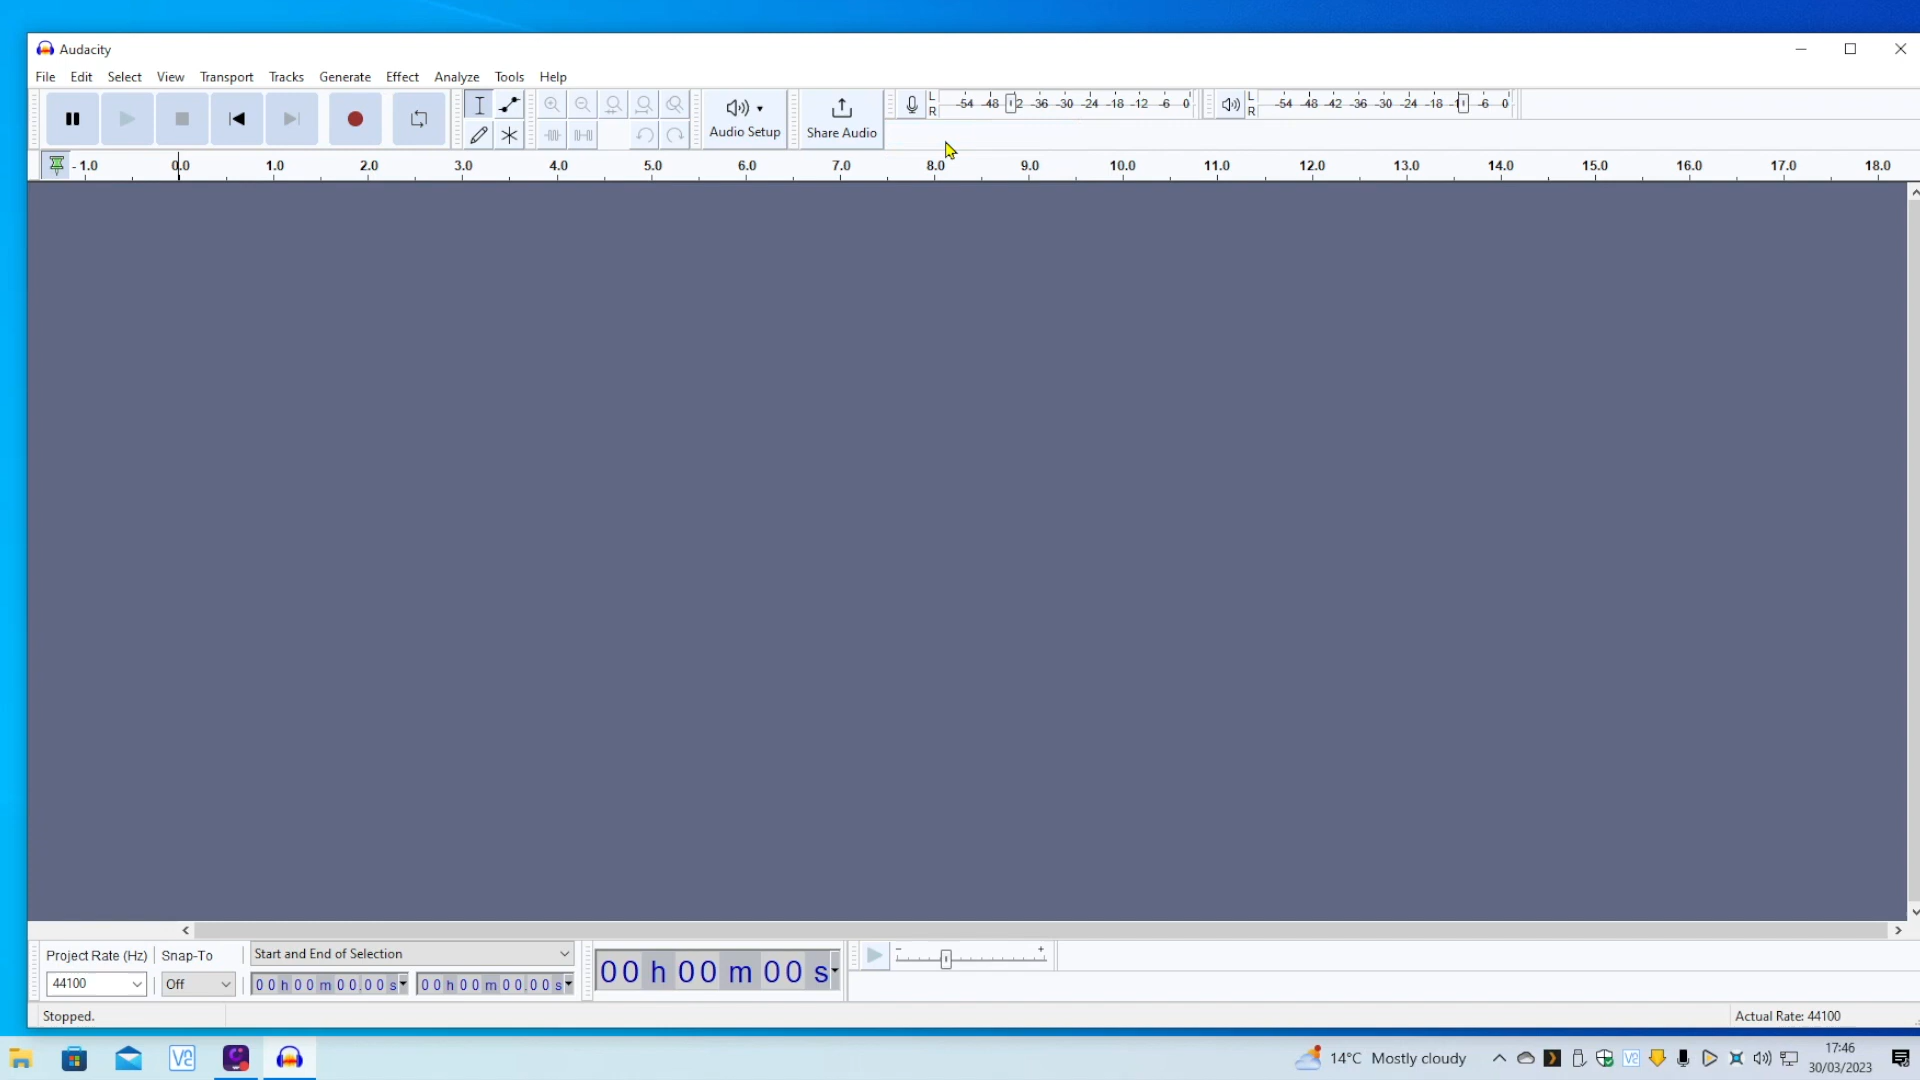 Audacity
File Edit Select View Transport Tracks Generate Effect Analyze Tools Help
Audio Setup
Share Audio
L
R
-54 -48 2 -36 -30 -24 -18 -12 -6 0
L
R
-54 -48 -42 -36 -30 -24 -18 -1 -6 0
-1.0 0.0 1.0 2.0 3.0 4.0 5.0 6.0 7.0 8.0 9.0 10.0 11.0 12.0 13.0 14.0 15.0 16.0 17.0 18.0
Project Rate (Hz) Snap-To
Start and End of Selection
44100
Off
00 h 00 m 00.00 s
00 h 00 m 00.00 s
00 h 00 m 00 s
- +
Stopped.
Actual Rate: 44100
14°C Mostly cloudy
17:46
30/03/2023